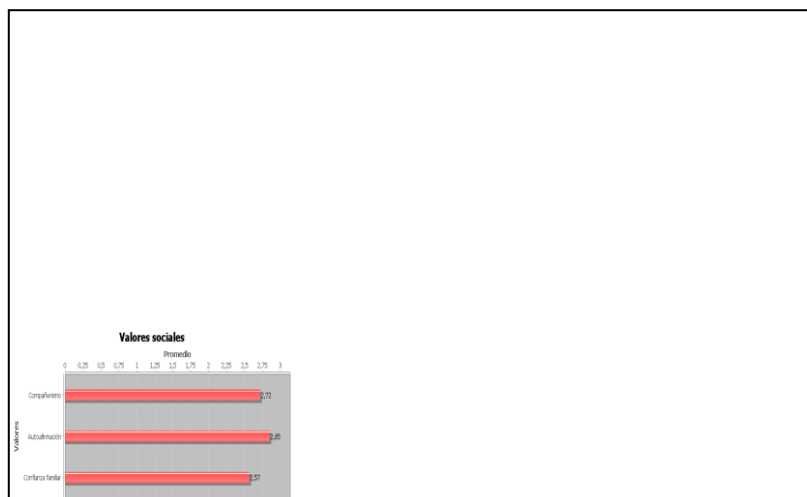 Valores sociales
Promedio
0 0,25 0,5 0,75 1 1,25 1,5 1,75 2 2,25 2,5 2,75 3
Compañerismo 2,72
Valores
Autoafirmación 2,85
Confianza familiar 2,57